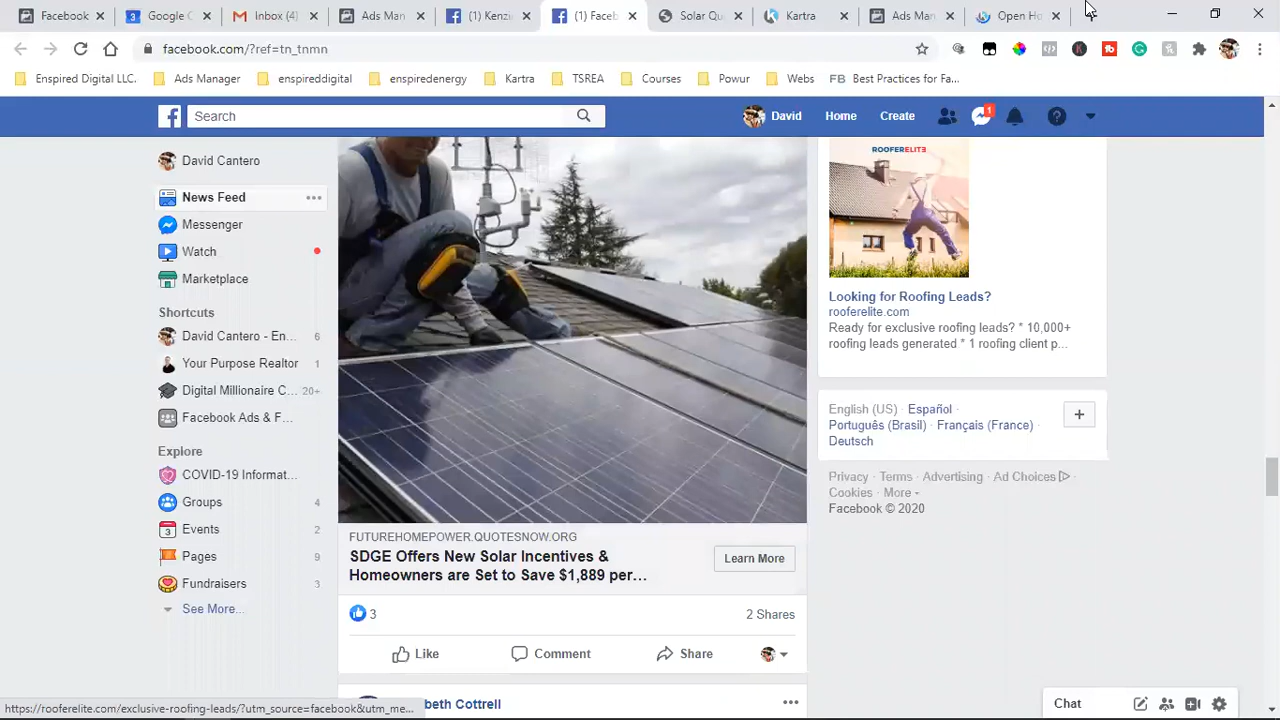 Facebook
Google
Inbox (4)
Ads Man
(1) Kenzi
(1) Faceb
Solar Qu
Kartra
Ads Man
Open Ho
facebook.com/?ref=tn_tnmn
Enspired Digital LLC.
Ads Manager
enspireddigital
enspiredenergy
Kartra
TSREA
Courses
Powur
Webs
FB Best Practices for Fa...
Search
David
Home
Create
1
David Cantero
News Feed
Messenger
Watch
Marketplace
Shortcuts
David Cantero - En... 6
Your Purpose Realtor 1
Digital Millionaire C... 20+
Facebook Ads & F...
Explore
COVID-19 Informat...
Groups 4
Events 2
Pages 9
Fundraisers 3
See More...
FUTUREHOMEPOWER.QUOTESNOW.ORG
SDGE Offers New Solar Incentives &
Homeowners are Set to Save $1,889 per...
Learn More
3
2 Shares
Like
Comment
Share
beth Cottrell
ROOFERELITE
Looking for Roofing Leads?
rooferelite.com
Ready for exclusive roofing leads? * 10,000+
roofing leads generated * 1 roofing client p...
English (US) · Español ·
Português (Brasil) · Français (France) ·
Deutsch
Privacy · Terms · Advertising · Ad Choices ·
Cookies · More
Facebook © 2020
Chat
https://rooferelite.com/exclusive-roofing-leads/?utm_source=facebook&utm_me...